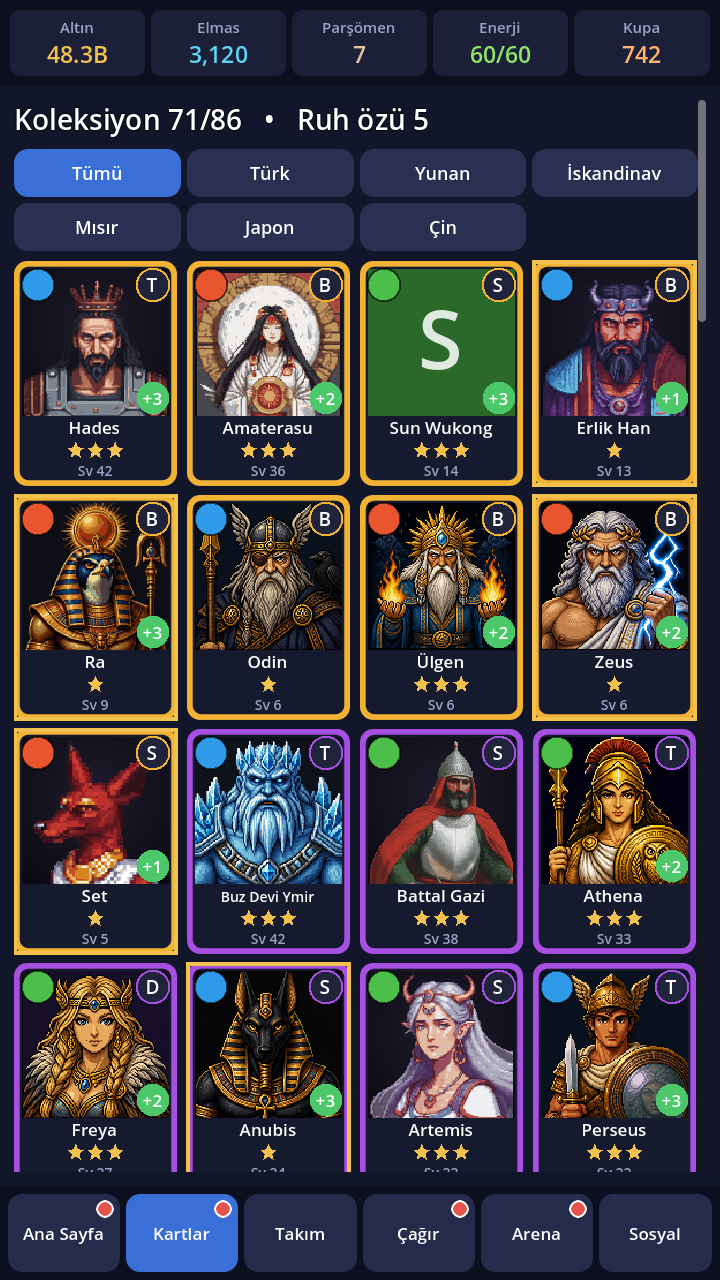 Altın Elmas Parşömen Enerji Kupa
48.3B 3,120 7 60/60 742
Koleksiyon 71/86 • Ruh özü 5
Tümü Türk Yunan İskandinav
Mısır Japon Çin
T B S B
S
+3 +2 +3 +1
Hades Amaterasu Sun Wukong Erlik Han
Sv 42 Sv 36 Sv 14 Sv 13
B B B B
+3 +2 +2
Ra Odin Ülgen Zeus
Sv 9 Sv 6 Sv 6 Sv 6
S T S T
+1 +2
Set Buz Devi Ymir Battal Gazi Athena
Sv 5 Sv 42 Sv 38 Sv 33
D S S T
+2 +3 +3
Freya Anubis Artemis Perseus
Ana Sayfa Kartlar Takım Çağır Arena Sosyal